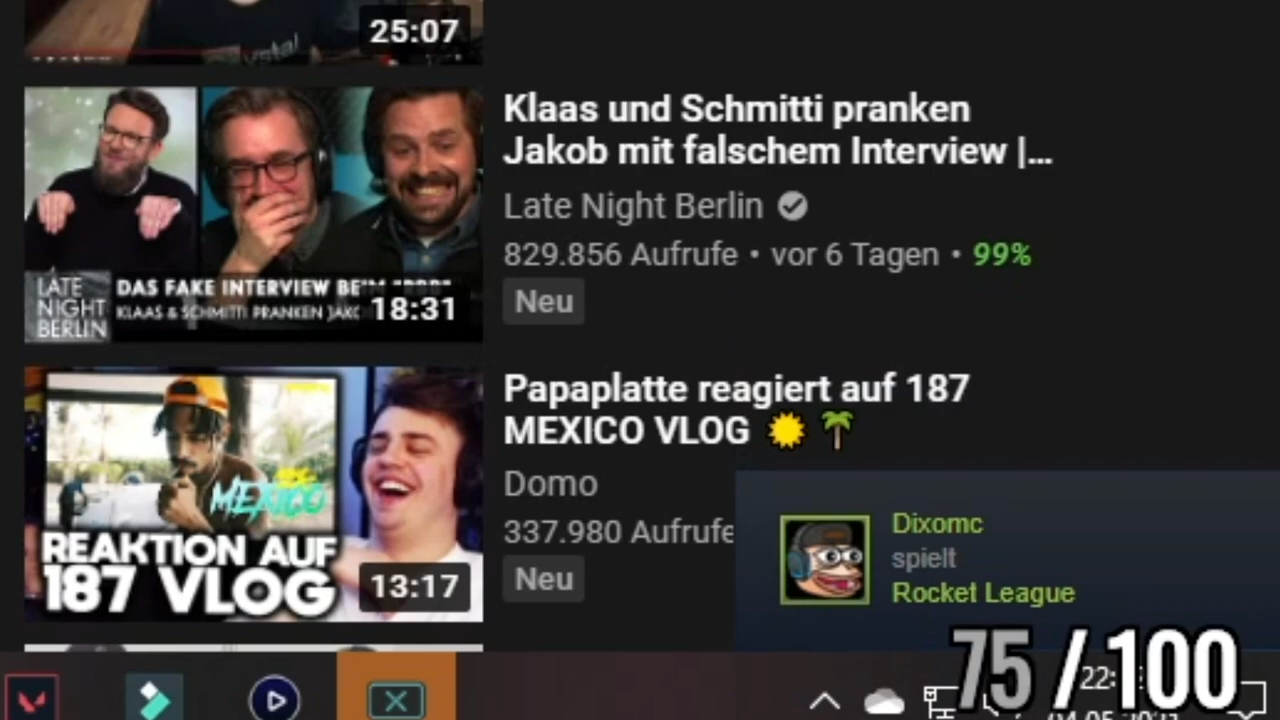 25:07
Klaas und Schmitti pranken
Jakob mit falschem Interview |...
Late Night Berlin
829.856 Aufrufe • vor 6 Tagen • 99%
Neu
LATE
NIGHT
BERLIN
DAS FAKE INTERVIEW
KLAAS & SCHMITTI PRANKEN
18:31
Papaplatte reagiert auf 187
MEXICO VLOG ☀️ 🌴
Domo
337.980 Aufrufe
Neu
MEXICO
REAKTION AUF
187 VLOG
13:17
Dixomc
spielt
Rocket League
75 / 100
22: